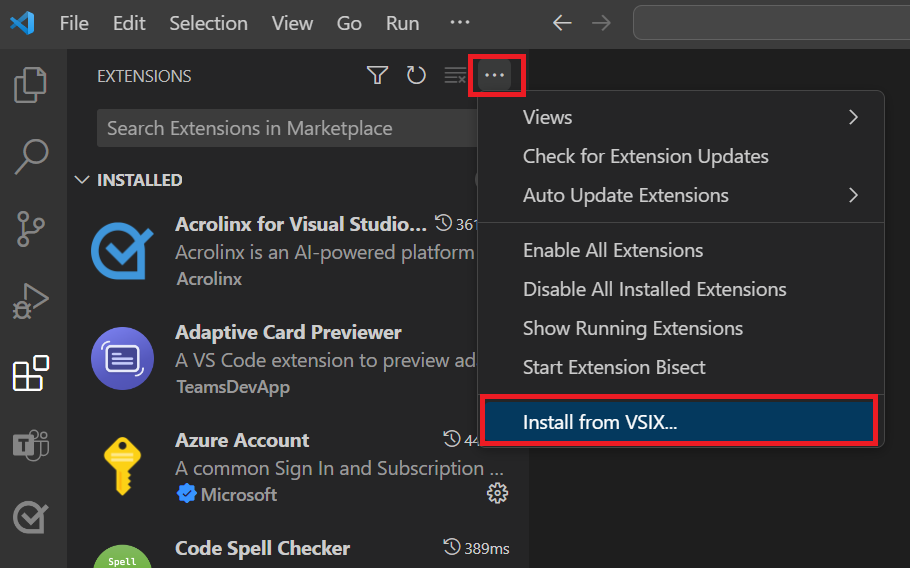 File Edit Selection View Go Run ...
EXTENSIONS
Search Extensions in Marketplace
INSTALLED
Acrolinx for Visual Studio...
Acrolinx is an AI-powered platform
Acrolinx
Adaptive Card Previewer
A VS Code extension to preview
TeamsDevApp
Azure Account
A common Sign In and Subscription ...
Microsoft
Code Spell Checker 389ms
Spell
Views
Check for Extension Updates
Auto Update Extensions
Enable All Extensions
Disable All Installed Extensions
Show Running Extensions
Start Extension Bisect
Install from VSIX...